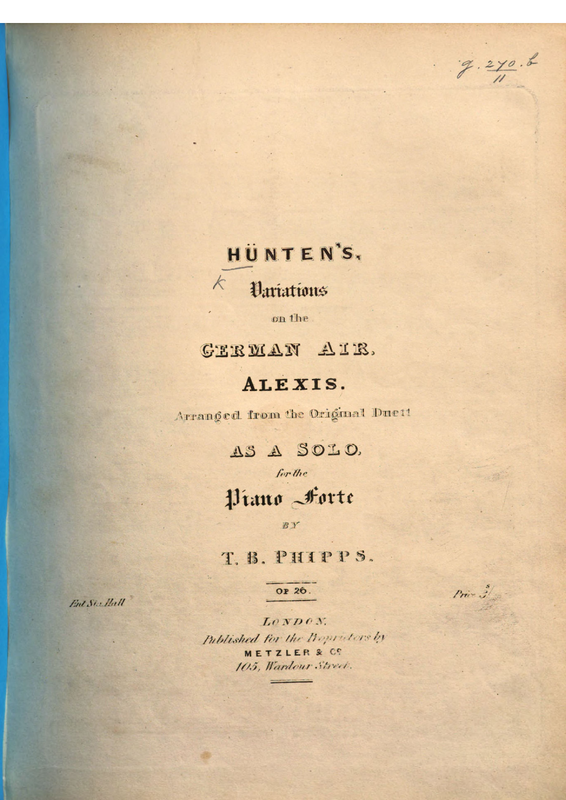 g. 270. b
11
HÜNTEN'S,
K
Variations
on the
GERMAN AIR,
ALEXIS.
Arranged from the Original Duett
AS A SOLO,
for the
Piano Forte
BY
T. B. PHIPPS.
OP 26.
Ent. Sta. Hall
Price
LONDON,
Published for the Proprietors by
METZLER & Co.
105, Wardour Street.